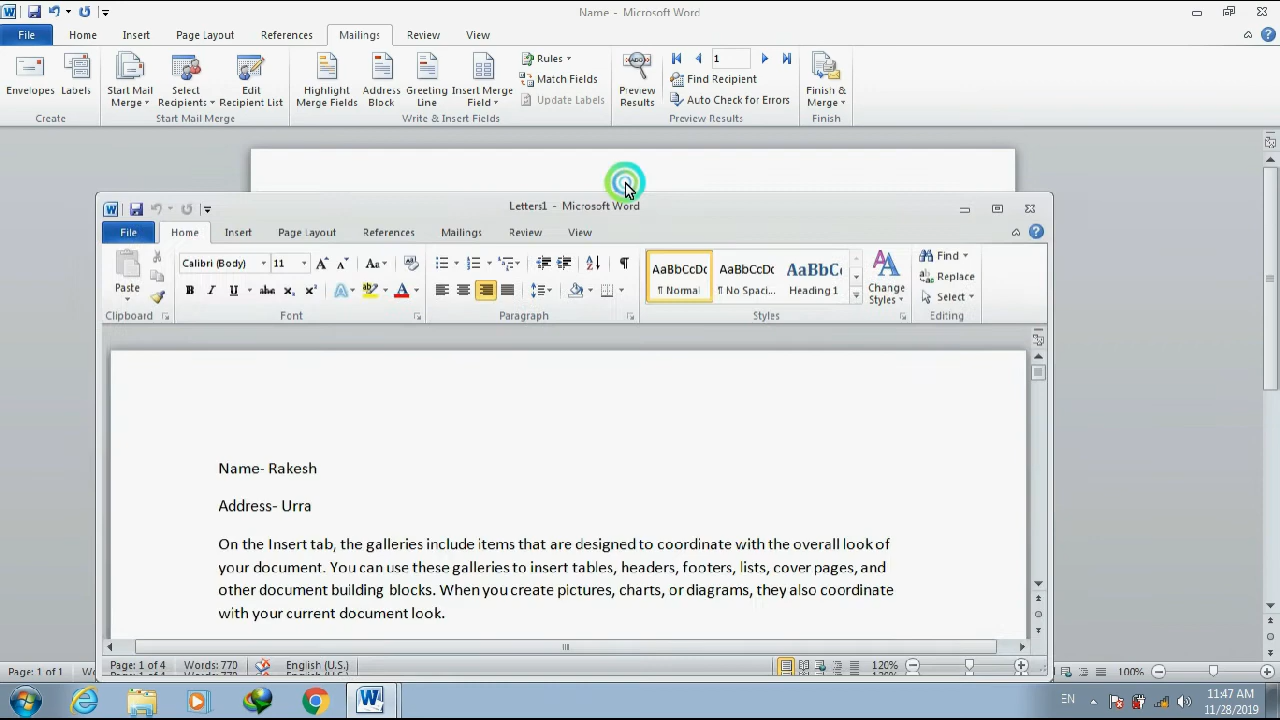 Name - Microsoft Word
File Home Insert Page Layout References Mailings Review View
Envelopes Labels Start Mail Merge Select Recipients Edit Recipient List Highlight Merge Fields Address Block Greeting Line Insert Merge Field Rules Match Fields Update Labels Preview Results 1 Find Recipient Auto Check for Errors Finish & Merge
Create Start Mail Merge Write & Insert Fields Preview Results Finish
Letters1 - Microsoft Word
File Home Insert Page Layout References Mailings Review View
Paste Calibri (Body) 11 AaBbCcDc AaBbCcDc AaBbCc Change Styles Find
Replace
¶ Normal ¶ No Spaci... Heading 1 Select
Clipboard Font Paragraph Styles Editing
Name- Rakesh
Address- Urra
On the Insert tab, the galleries include items that are designed to coordinate with the overall look of
your document. You can use these galleries to insert tables, headers, footers, lists, cover pages, and
other document building blocks. When you create pictures, charts, or diagrams, they also coordinate
with your current document look.
Page: 1 of 4 Words: 770 English (U.S.) 120%
Page: 1 of 1 100%
EN 11:47 AM
11/28/2019